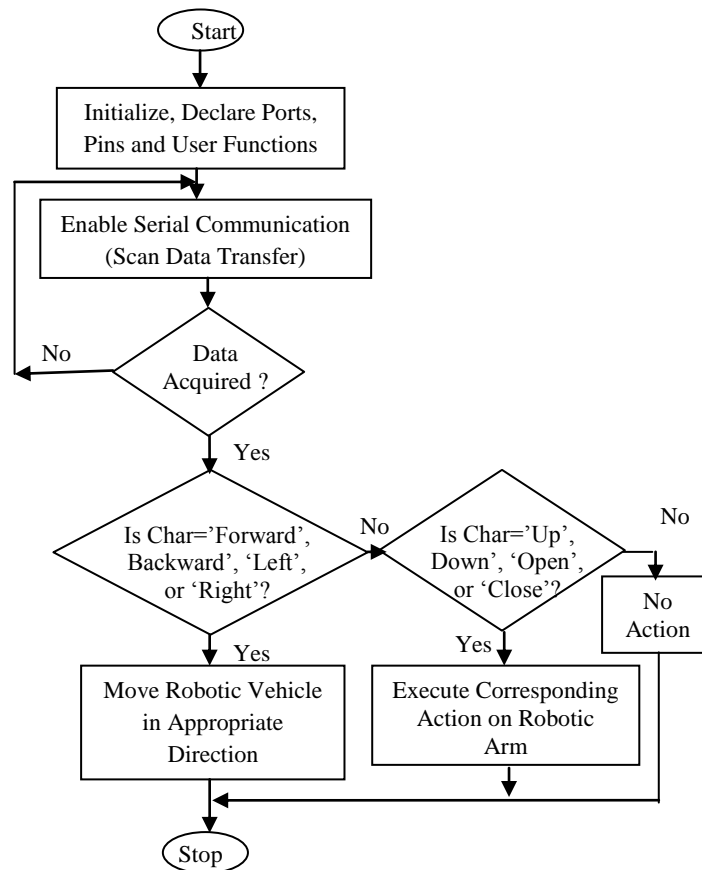 Start
Initialize, Declare Ports,
Pins and User Functions
Enable Serial Communication
(Scan Data Transfer)
No
Data
Acquired ?
Yes
Is Char=’Forward’,
Backward’, ‘Left’,
or ‘Right’?
No
Is Char=’Up’,
Down’, ‘Open’,
or ‘Close’?
No
No
Action
Yes
Yes
Move Robotic Vehicle
in Appropriate
Direction
Execute Corresponding
Action on Robotic
Arm
Stop